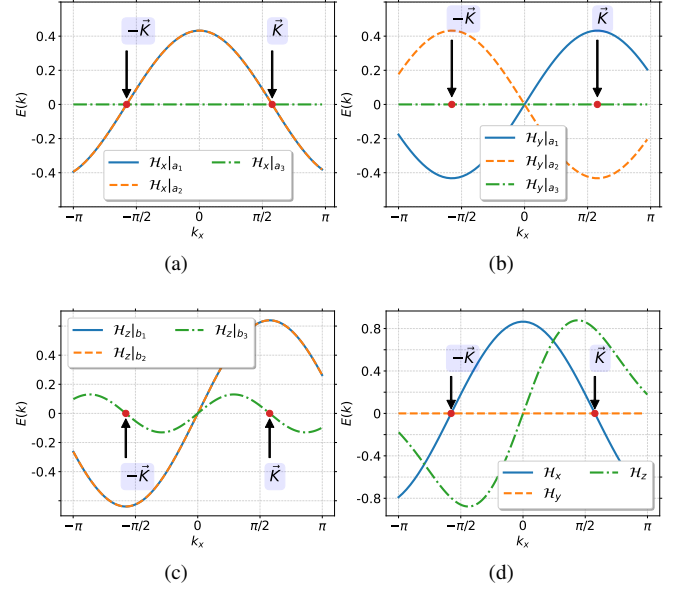 −K⃗
K⃗
0.4
0.2
0
-0.2
-0.4
E(k)
ℋx|a1
ℋx|a2
ℋx|a3
−π
−π/2
0
π/2
π
kx
(a)
−K⃗
K⃗
0.4
0.2
0
-0.2
-0.4
E(k)
ℋy|a1
ℋy|a2
ℋy|a3
−π
−π/2
0
π/2
π
kx
(b)
ℋz|b1
ℋz|b2
ℋz|b3
0.4
0.2
0
-0.2
-0.4
E(k)
−K⃗
K⃗
−π
−π/2
0
π/2
π
kx
(c)
0.8
0.4
0
-0.4
-0.8
E(k)
−K⃗
K⃗
ℋx
ℋy
ℋz
−π
−π/2
0
π/2
π
kx
(d)